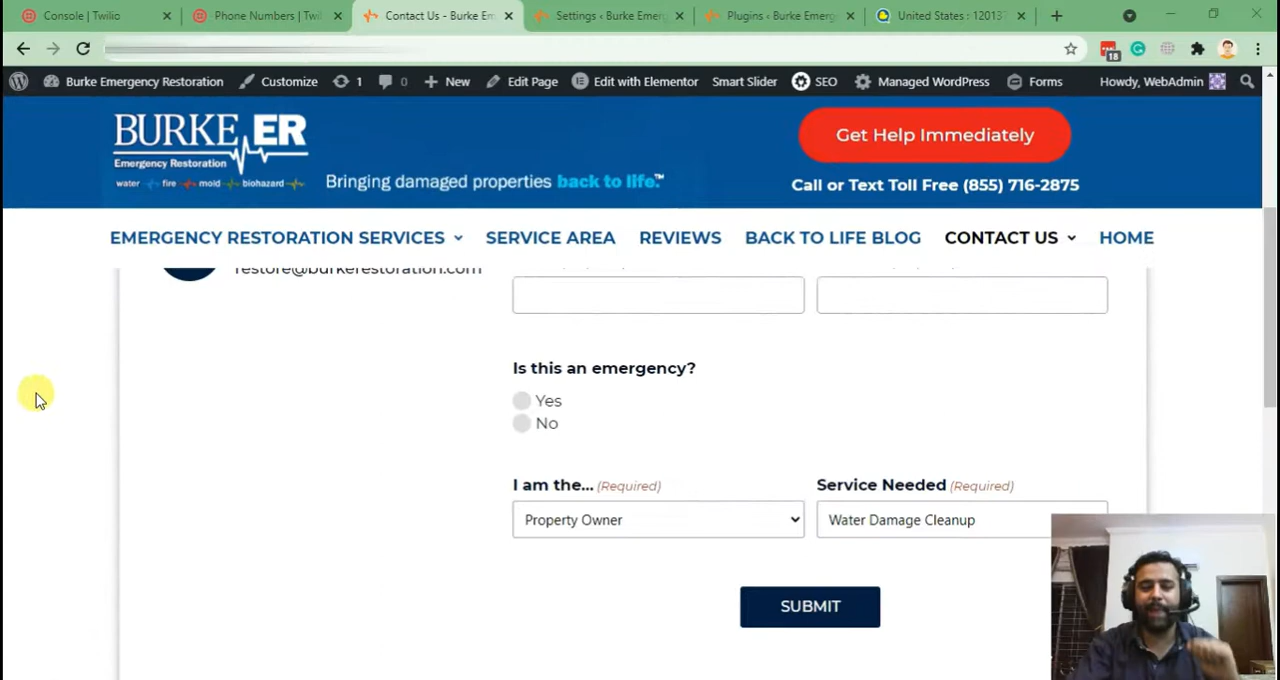 Console | Twilio
Phone Numbers | Twil
Contact Us - Burke Em
Settings ‹ Burke Emer
Plugins ‹ Burke Emerg
United States : 12013
18
Burke Emergency Restoration
Customize
1
0
New
Edit Page
Edit with Elementor
Smart Slider
SEO
Managed WordPress
Forms
Howdy, WebAdmin
BURKE ER
Emergency Restoration
water fire mold biohazard
Bringing damaged properties back to life.™
Get Help Immediately
Call or Text Toll Free (855) 716-2875
EMERGENCY RESTORATION SERVICES
SERVICE AREA
REVIEWS
BACK TO LIFE BLOG
CONTACT US
HOME
restore@burkerestoration.com
Is this an emergency?
Yes
No
I am the... (Required)
Service Needed (Required)
Property Owner
Water Damage Cleanup
SUBMIT